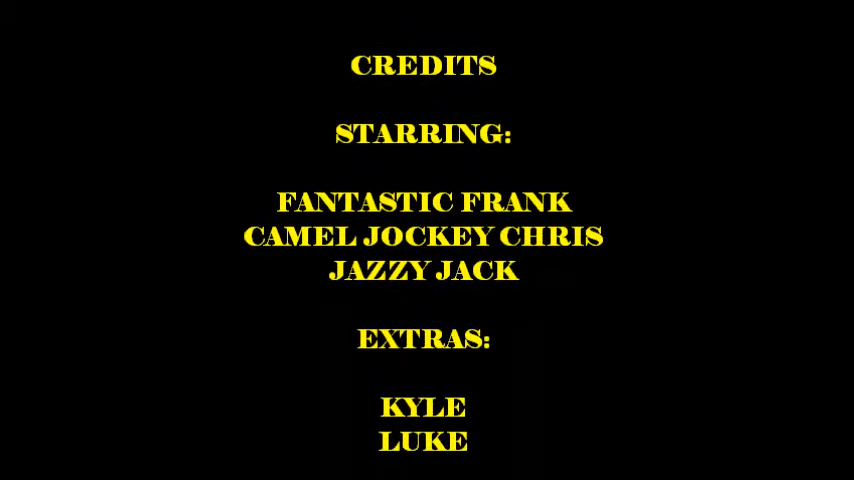 CREDITS
STARRING:
FANTASTIC FRANK
CAMEL JOCKEY CHRIS
JAZZY JACK
EXTRAS:
KYLE
LUKE